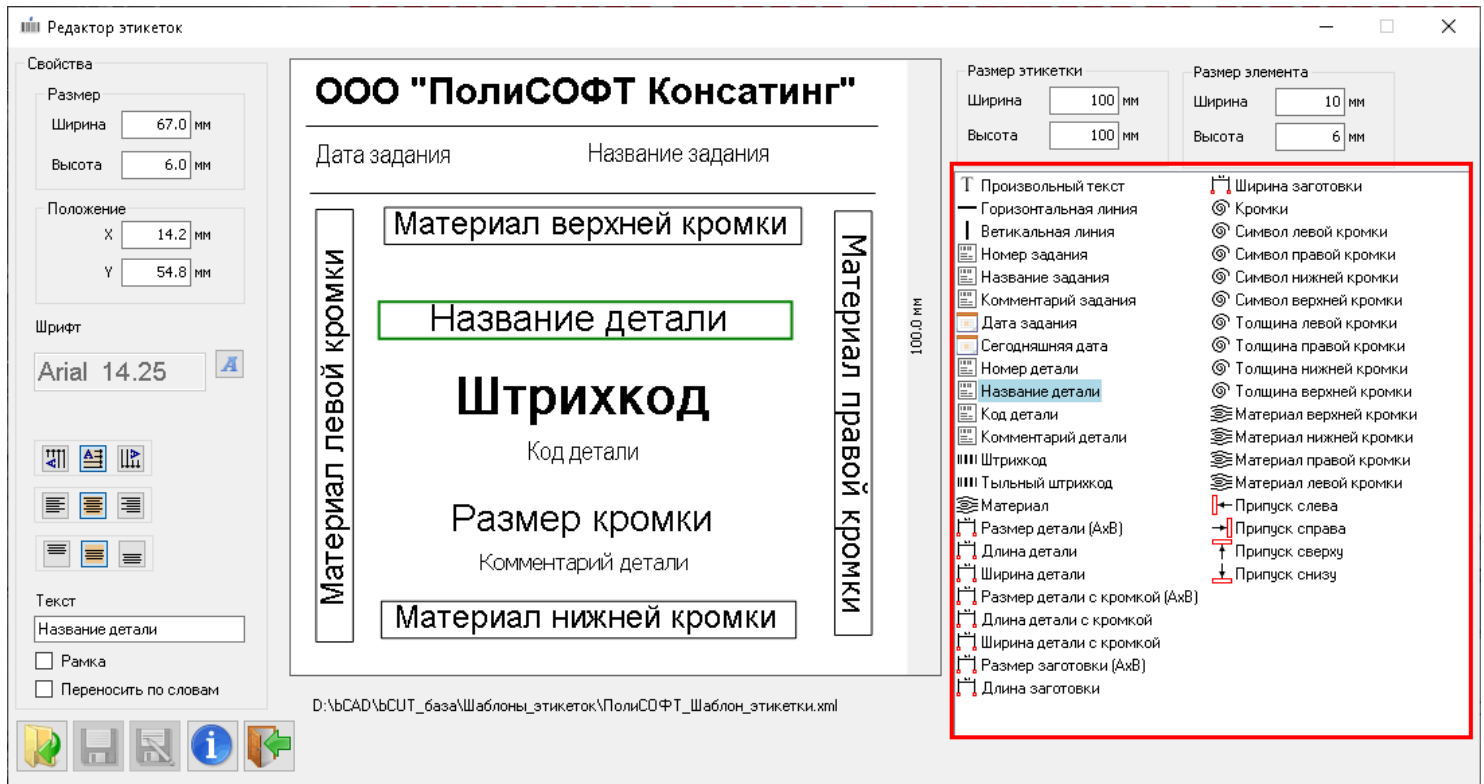 Редактор этикеток
Свойства
Размер
Ширина 67.0 мм
Высота 6.0 мм
Положение
X 14.2 мм
Y 54.8 мм
Шрифт
Arial 14.25
Текст
Название детали
Рамка
Переносить по словам
ООО "ПолиСОФТ Консатинг"
Дата задания Название задания
Материал верхней кромки
Материал левой кромки
Название детали
Штрихкод
Код детали
Размер кромки
Комментарий детали
Материал нижней кромки
Материал правой кромки
100.0 мм
D:\bCAD\bCUT_база\Шаблоны_этикеток\ПолиСОФТ_Шаблон_этикетки.xml
Размер этикетки
Ширина 100 мм
Высота 100 мм
Размер элемента
Ширина 10 мм
Высота 6 мм
Произвольный текст
Горизонтальная линия
Ветикальная линия
Номер задания
Название задания
Комментарий задания
Дата задания
Сегодняшняя дата
Номер детали
Название детали
Код детали
Комментарий детали
Штрихкод
Тыльный штрихкод
Материал
Размер детали (АхВ)
Длина детали
Ширина детали
Размер детали с кромкой (АхВ)
Длина детали с кромкой
Ширина детали с кромкой
Размер заготовки (АхВ)
Длина заготовки
Ширина заготовки
Кромки
Символ левой кромки
Символ правой кромки
Символ нижней кромки
Символ верхней кромки
Толщина левой кромки
Толщина правой кромки
Толщина нижней кромки
Толщина верхней кромки
Материал верхней кромки
Материал нижней кромки
Материал правой кромки
Материал левой кромки
Припуск слева
Припуск справа
Припуск сверху
Припуск снизу